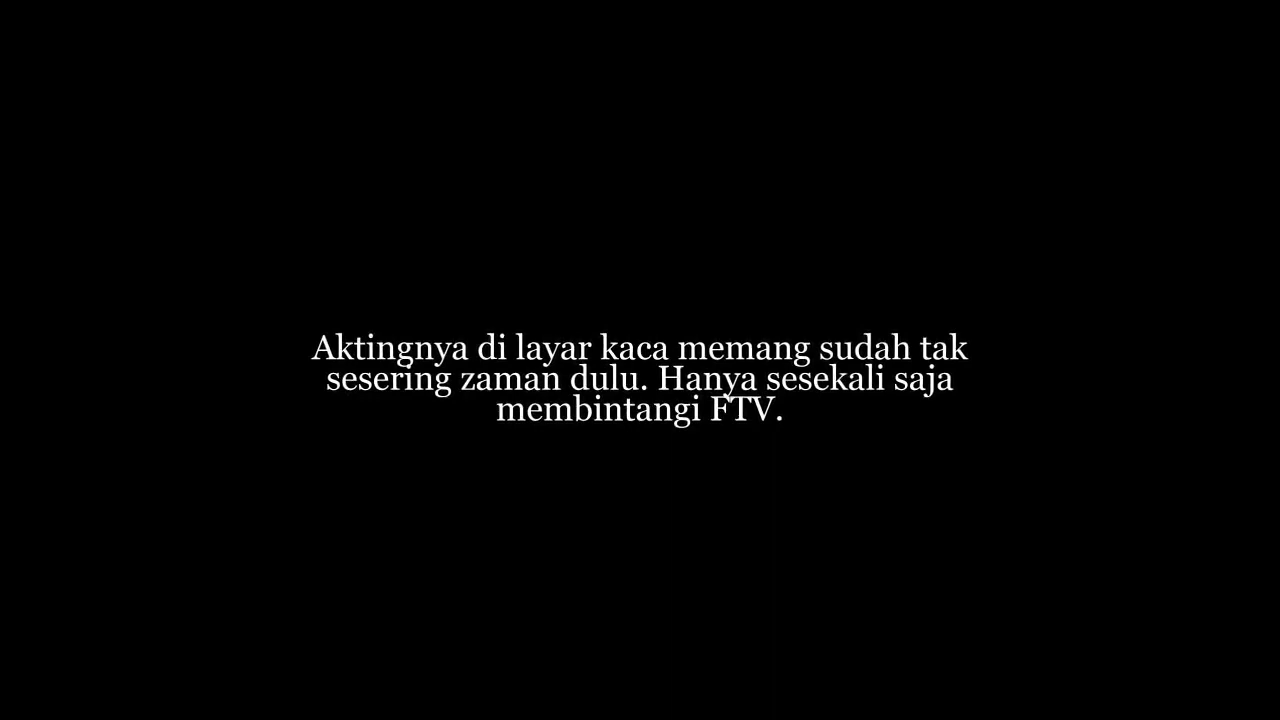 Aktingnya di layar kaca memang sudah tak
sesering zaman dulu. Hanya sesekali saja
membintangi FTV.